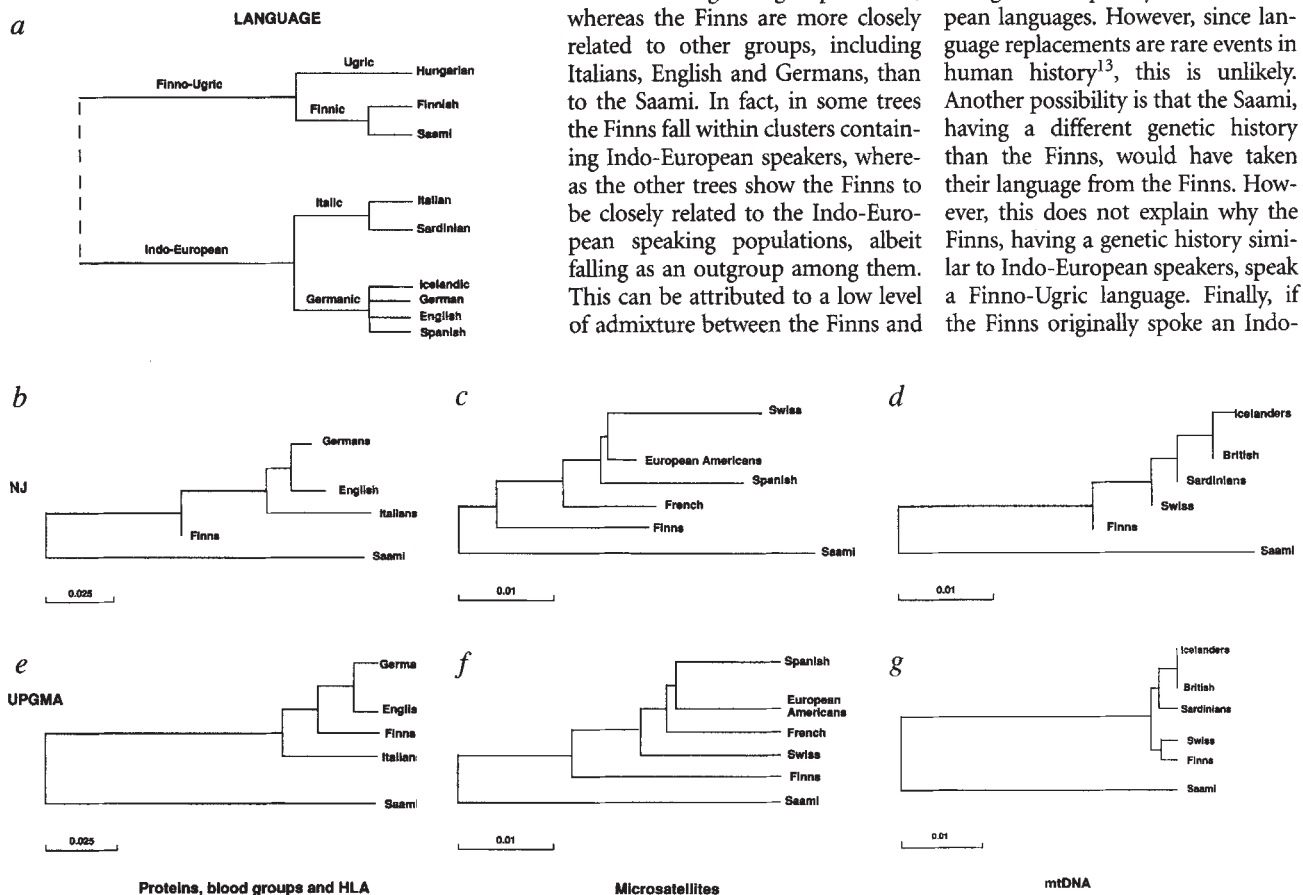 a
LANGUAGE
Finno-Ugric
Ugric
Hungarian
Finnic
Finnish
Saami
Indo-European
Italic
Italian
Sardinian
Germanic
Icelandic
German
English
Spanish
whereas the Finns are more closely
related to other groups, including
Italians, English and Germans, than
to the Saami. In fact, in some trees
the Finns fall within clusters contain-
ing Indo-European speakers, where-
as the other trees show the Finns to
be closely related to the Indo-Euro-
pean speaking populations, albeit
falling as an outgroup among them.
This can be attributed to a low level
of admixture between the Finns and
pean languages. However, since lan-
guage replacements are rare events in
human history13, this is unlikely.
Another possibility is that the Saami,
having a different genetic history
than the Finns, would have taken
their language from the Finns. How-
ever, this does not explain why the
Finns, having a genetic history simi-
lar to Indo-European speakers, speak
a Finno-Ugric language. Finally, if
the Finns originally spoke an Indo-
b
NJ
Germans
English
Italians
Finns
Saami
0.025
c
Swiss
European Americans
Spanish
French
Finns
Saami
0.01
d
Icelanders
British
Sardinians
Swiss
Finns
Saami
0.01
e
UPGMA
Germa
Englis
Finns
Italian
Saami
0.025
Proteins, blood groups and HLA
f
Spanish
European
Americans
French
Swiss
Finns
Saami
0.01
Microsatellites
g
Icelanders
British
Sardinians
Swiss
Finns
Saami
0.01
mtDNA